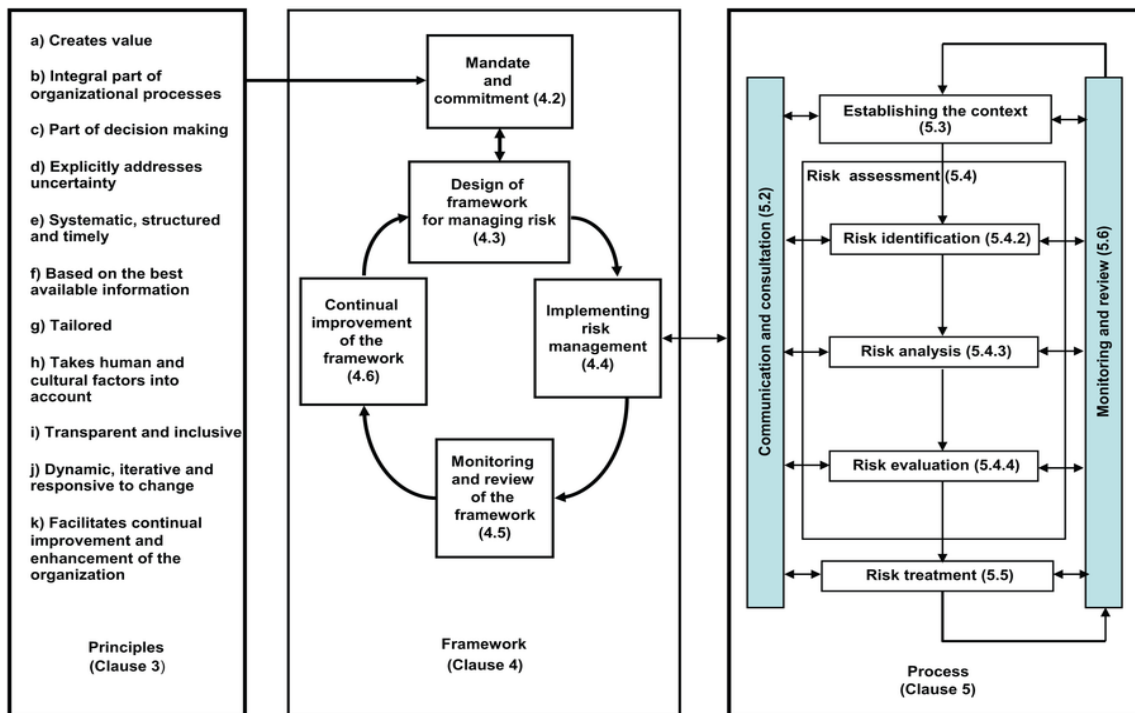 a) Creates value
b) Integral part of
organizational processes
c) Part of decision making
d) Explicitly addresses
uncertainty
e) Systematic, structured
and timely
f) Based on the best
available information
g) Tailored
h) Takes human and
cultural factors into
account
i) Transparent and inclusive
j) Dynamic, iterative and
responsive to change
k) Facilitates continual
improvement and
enhancement of the
organization
Principles
(Clause 3)
Mandate
and
commitment (4.2)
Design of
framework
for managing risk
(4.3)
Implementing
risk
management
(4.4)
Monitoring
and review
of the
framework
(4.5)
Continual
improvement
of the
framework
(4.6)
Framework
(Clause 4)
Communication and consultation (5.2)
Establishing the context
(5.3)
Risk assessment (5.4)
Risk identification (5.4.2)
Risk analysis (5.4.3)
Risk evaluation (5.4.4)
Risk treatment (5.5)
Monitoring and review (5.6)
Process
(Clause 5)